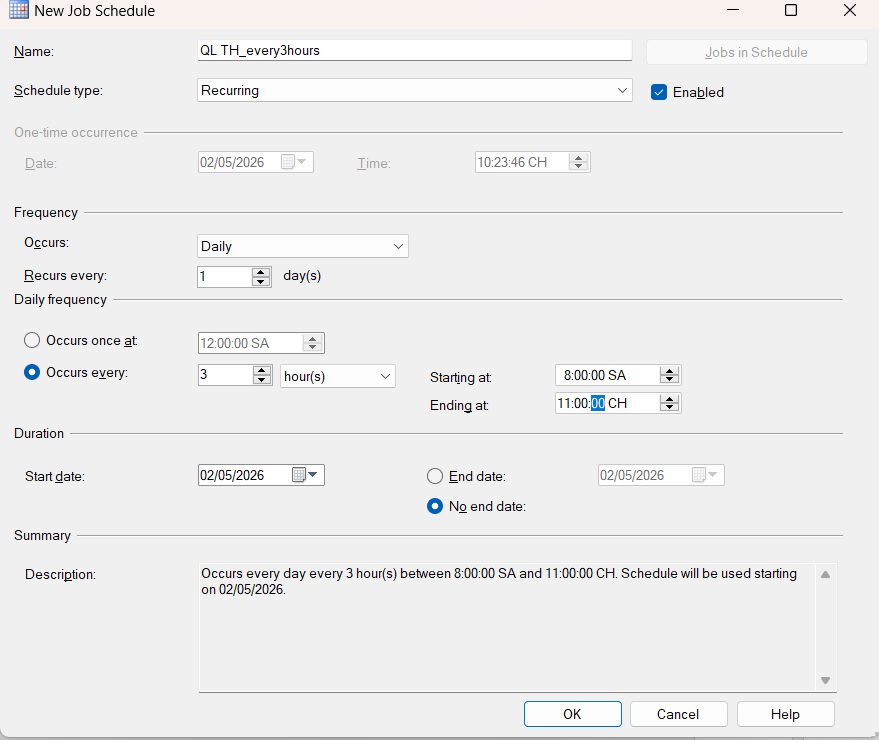 New Job Schedule
Name: QL TH_every3hours Jobs in Schedule
Schedule type: Recurring Enabled
One-time occurrence
Date: 02/05/2026 Time: 10:23:46 CH
Frequency
Occurs: Daily
Recurs every: 1 day(s)
Daily frequency
Occurs once at: 12:00:00 SA
Occurs every: 3 hour(s) Starting at: 8:00:00 SA
Ending at: 11:00:00 CH
Duration
Start date: 02/05/2026 End date: 02/05/2026
No end date:
Summary
Description: Occurs every day every 3 hour(s) between 8:00:00 SA and 11:00:00 CH. Schedule will be used starting
on 02/05/2026.
OK Cancel Help